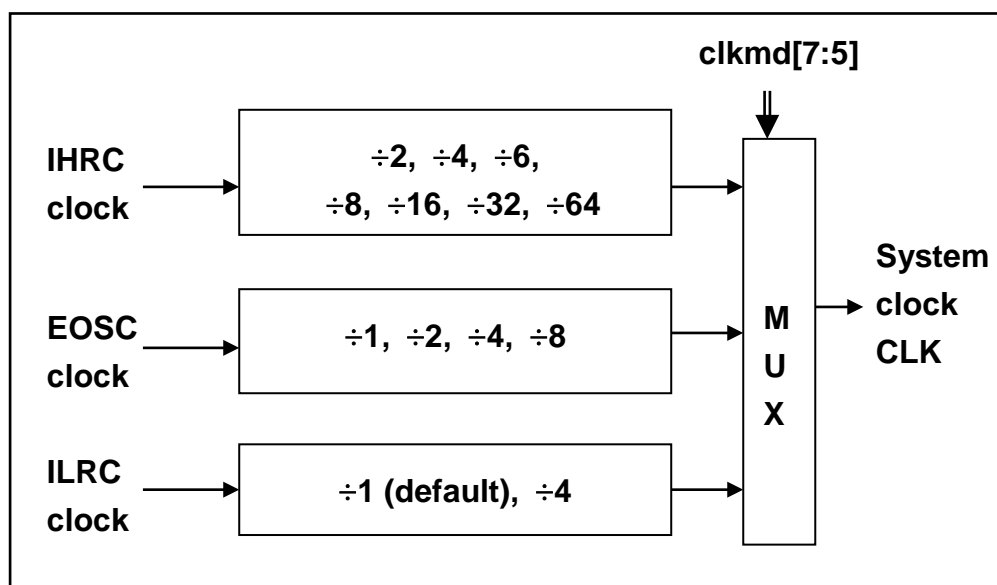 clkmd[7:5]
IHRC
clock
÷2, ÷4, ÷6,
÷8, ÷16, ÷32, ÷64
EOSC
clock
÷1, ÷2, ÷4, ÷8
ILRC
clock
÷1 (default), ÷4
M
U
X
System
clock
CLK